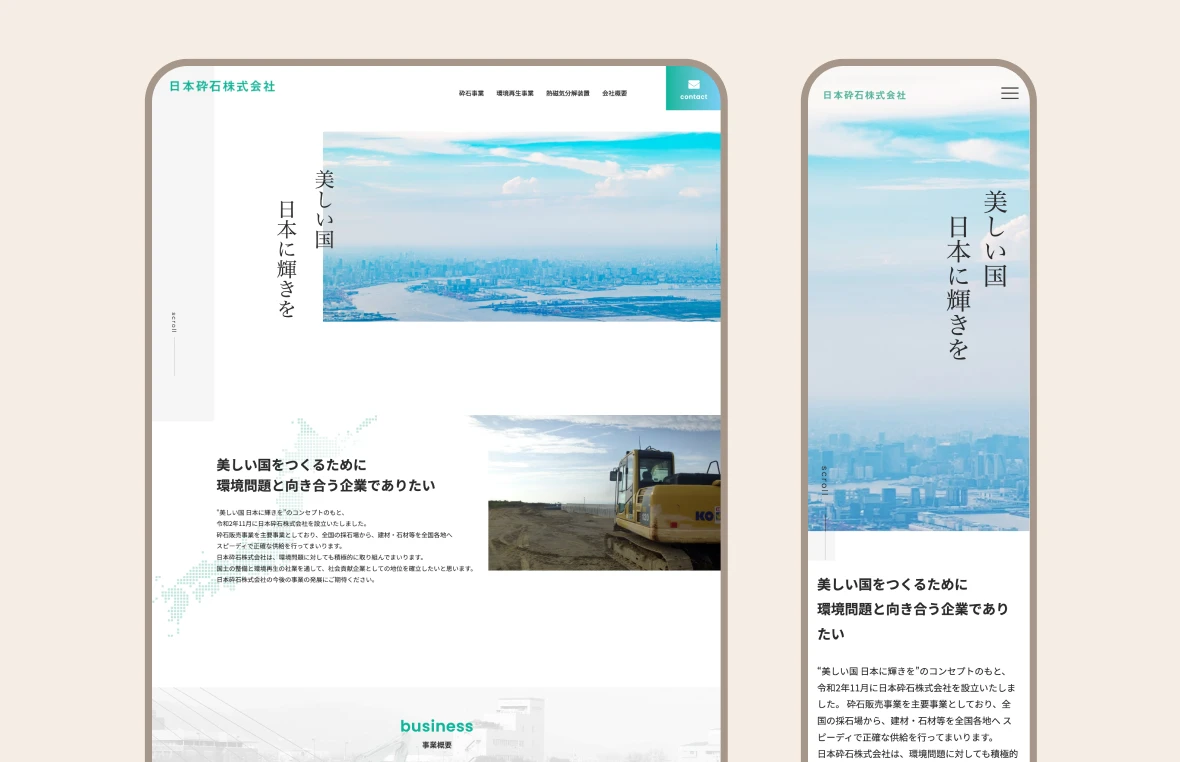 日本砕石株式会社
砕石事業 環境再生事業 熱磁気分解装置 会社概要
contact
美しい国
日本に輝きを
scroll
美しい国をつくるために
環境問題と向き合う企業でありたい
“美しい国 日本に輝きを”のコンセプトのもと、
令和2年11月に日本砕石株式会社を設立いたしました。
砕石販売事業を主要事業としており、全国の採石場から、建材・石材等を全国各地へ
スピーディで正確な供給を行ってまいります。
日本砕石株式会社は、環境問題に対しても積極的に取り組んでまいります。
国土の整備と環境再生の社業を通して、社会貢献企業としての地位を確立したいと思います。
日本砕石株式会社の今後の事業の発展にご期待ください。
KO
business
事業概要
日本砕石株式会社
美しい国
日本に輝きを
scroll
美しい国をつくるために
環境問題と向き合う企業であり
たい
“美しい国 日本に輝きを”のコンセプトのもと、
令和2年11月に日本砕石株式会社を設立いたしま
した。 砕石販売事業を主要事業としており、全
国の採石場から、建材・石材等を全国各地へ ス
ピーディで正確な供給を行ってまいります。
日本砕石株式会社は、環境問題に対しても積極的